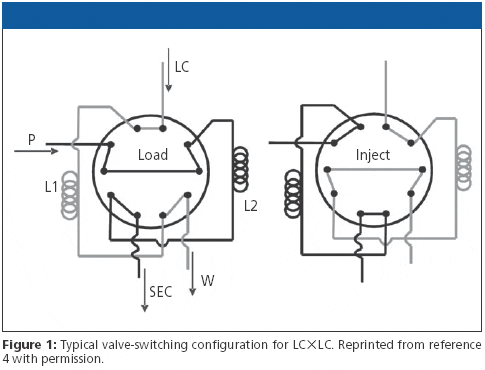 LC
P
Load
Inject
L1
L2
SEC
W
Figure 1: Typical valve-switching configuration for LC×LC. Reprinted from reference
4 with permission.